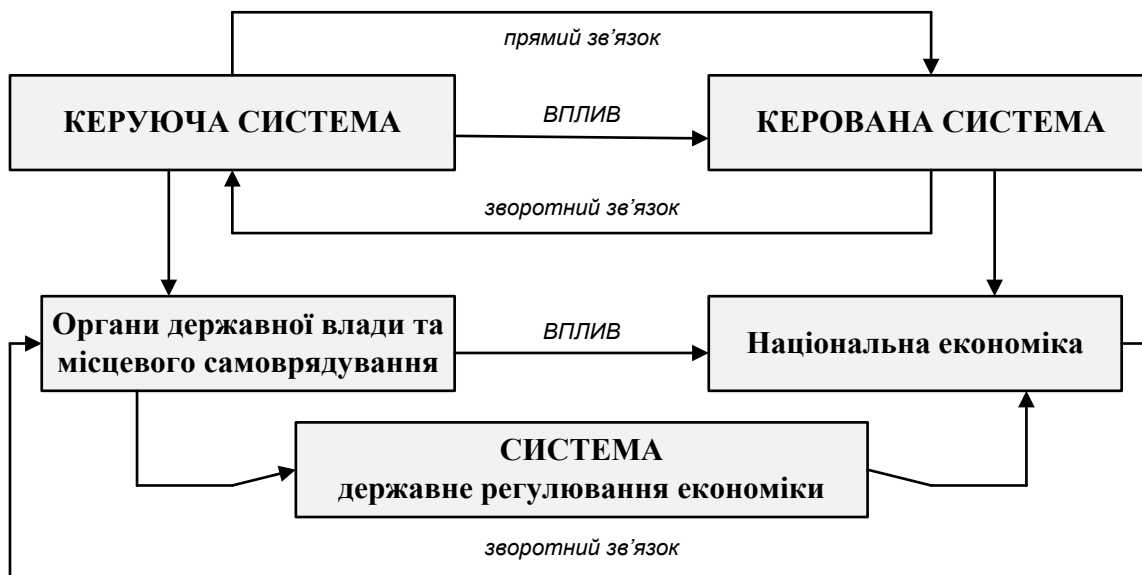 прямий зв’язок
КЕРУЮЧА СИСТЕМА
ВПЛИВ
КЕРОВАНА СИСТЕМА
зворотний зв’язок
Органи державної влади та
місцевого самоврядування
ВПЛИВ
Національна економіка
СИСТЕМА
державне регулювання економіки
зворотний зв’язок